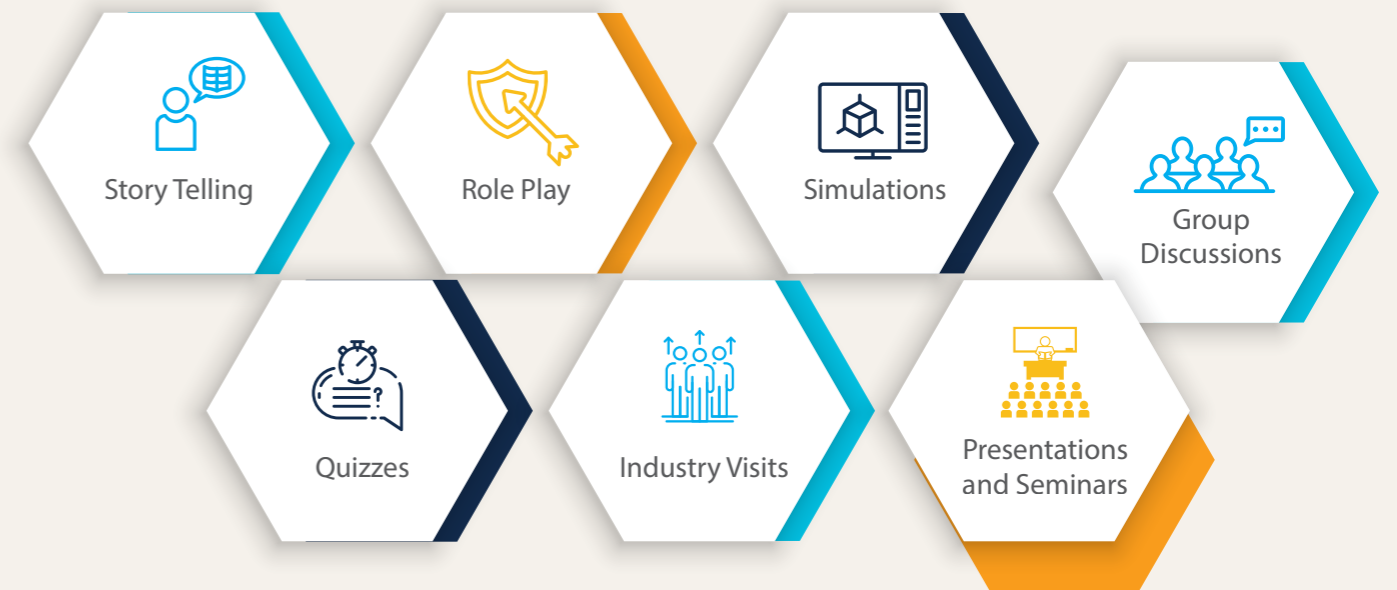 Story Telling
Role Play
Simulations
Group
Discussions
Quizzes
Industry Visits
Presentations
and Seminars